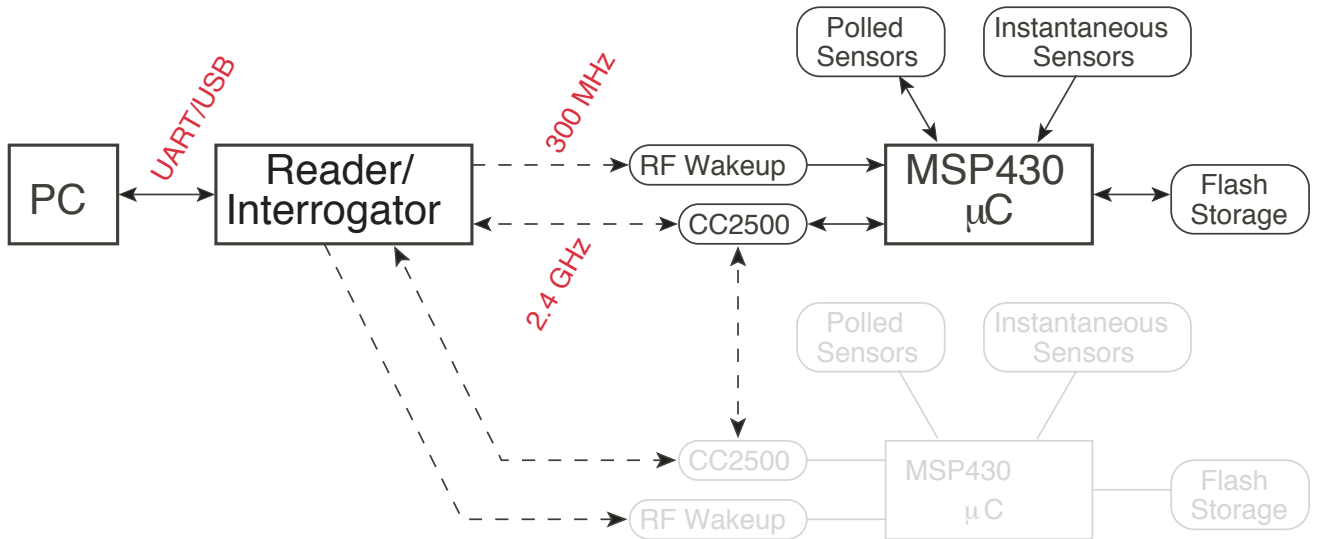 Polled
Sensors
Instantaneous
Sensors
UART/USB
300 MHz
PC
Reader/
Interrogator
RF Wakeup
CC2500
MSP430
μC
Flash
Storage
2.4 GHz
Polled
Sensors
Instantaneous
Sensors
CC2500
RF Wakeup
MSP430
μC
Flash
Storage